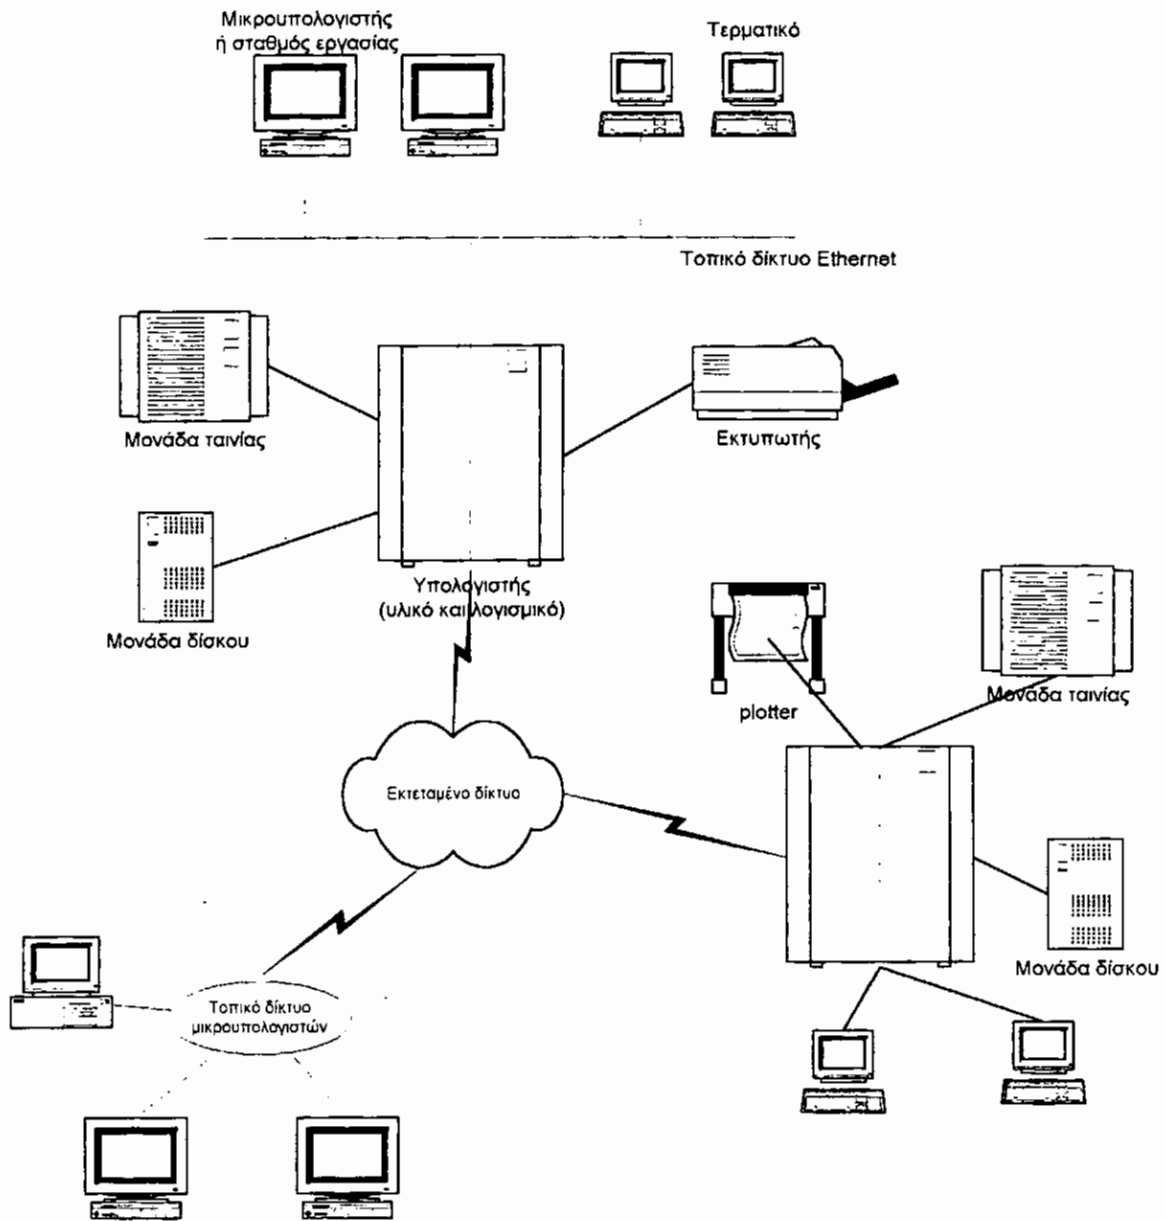 Μικροϋπολογιστής
ή σταθμός εργασίας
Τερματικό
Τοπικό δίκτυο Ethernet
Μονάδα ταινίας
Εκτυπωτής
Μονάδα δίσκου
Υπολογιστής
(υλικό και λογισμικό)
plotter
Μονάδα ταινίας
Εκτεταμένο δίκτυο
Μονάδα δίσκου
Τοπικό δίκτυο
μικρουπολογιστών